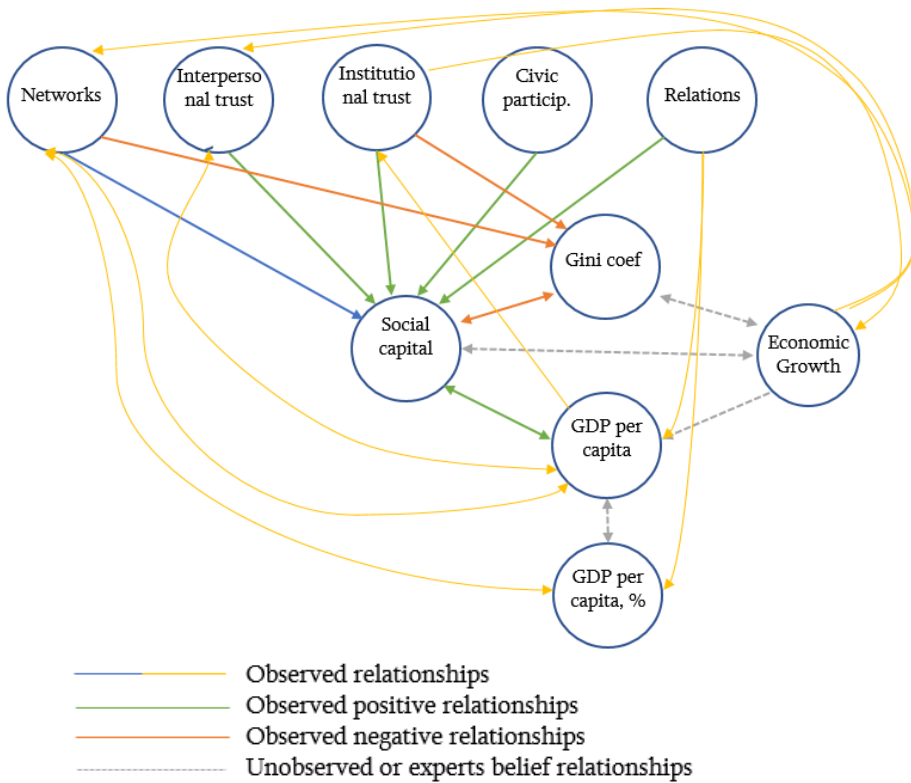 Networks
Interperso
nal trust
Institutio
nal trust
Civic
particip.
Relations
Gini coef
Social
capital
Economic
Growth
GDP per
capita
GDP per
capita, %
Observed relationships
Observed positive relationships
Observed negative relationships
Unobserved or experts belief relationships